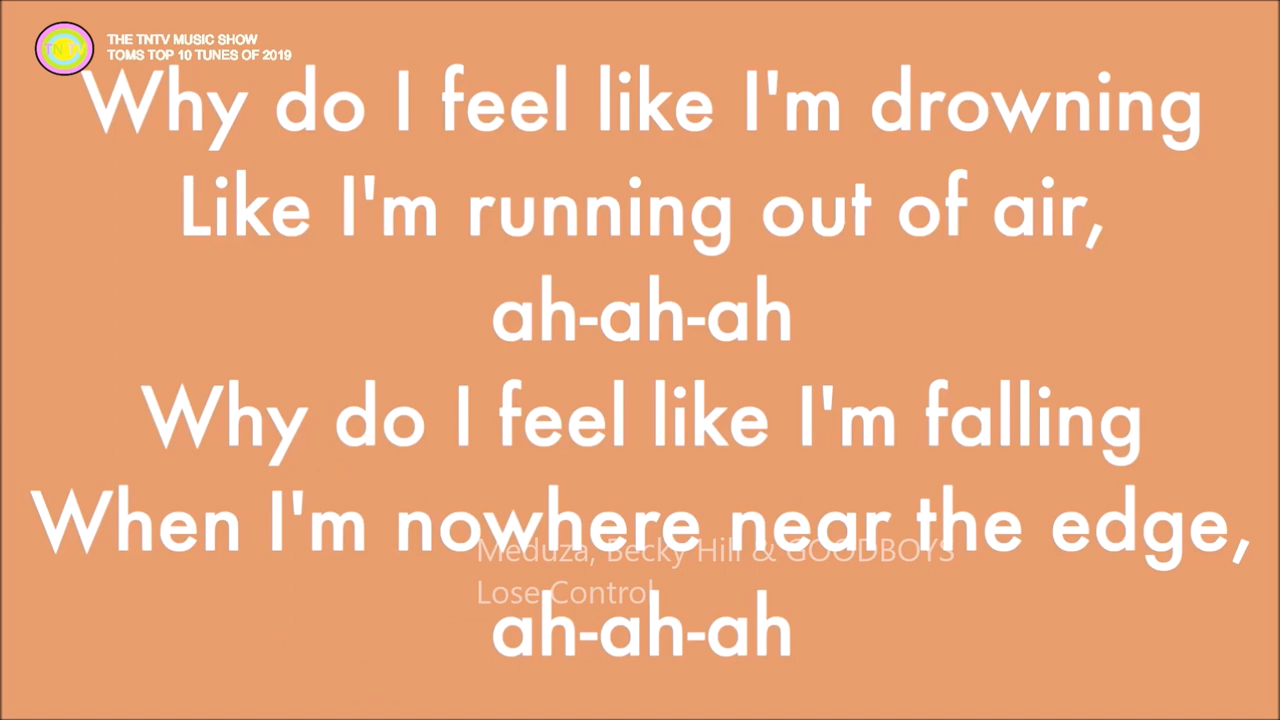 TNTV
THE TNTV MUSIC SHOW
TOMS TOP 10 TUNES OF 2019
Why do I feel like I'm drowning
Like I'm running out of air,
ah-ah-ah
Why do I feel like I'm falling
When I'm nowhere near the edge,
Meduza, Becky Hill & GOODBOYS
Lose Control
ah-ah-ah